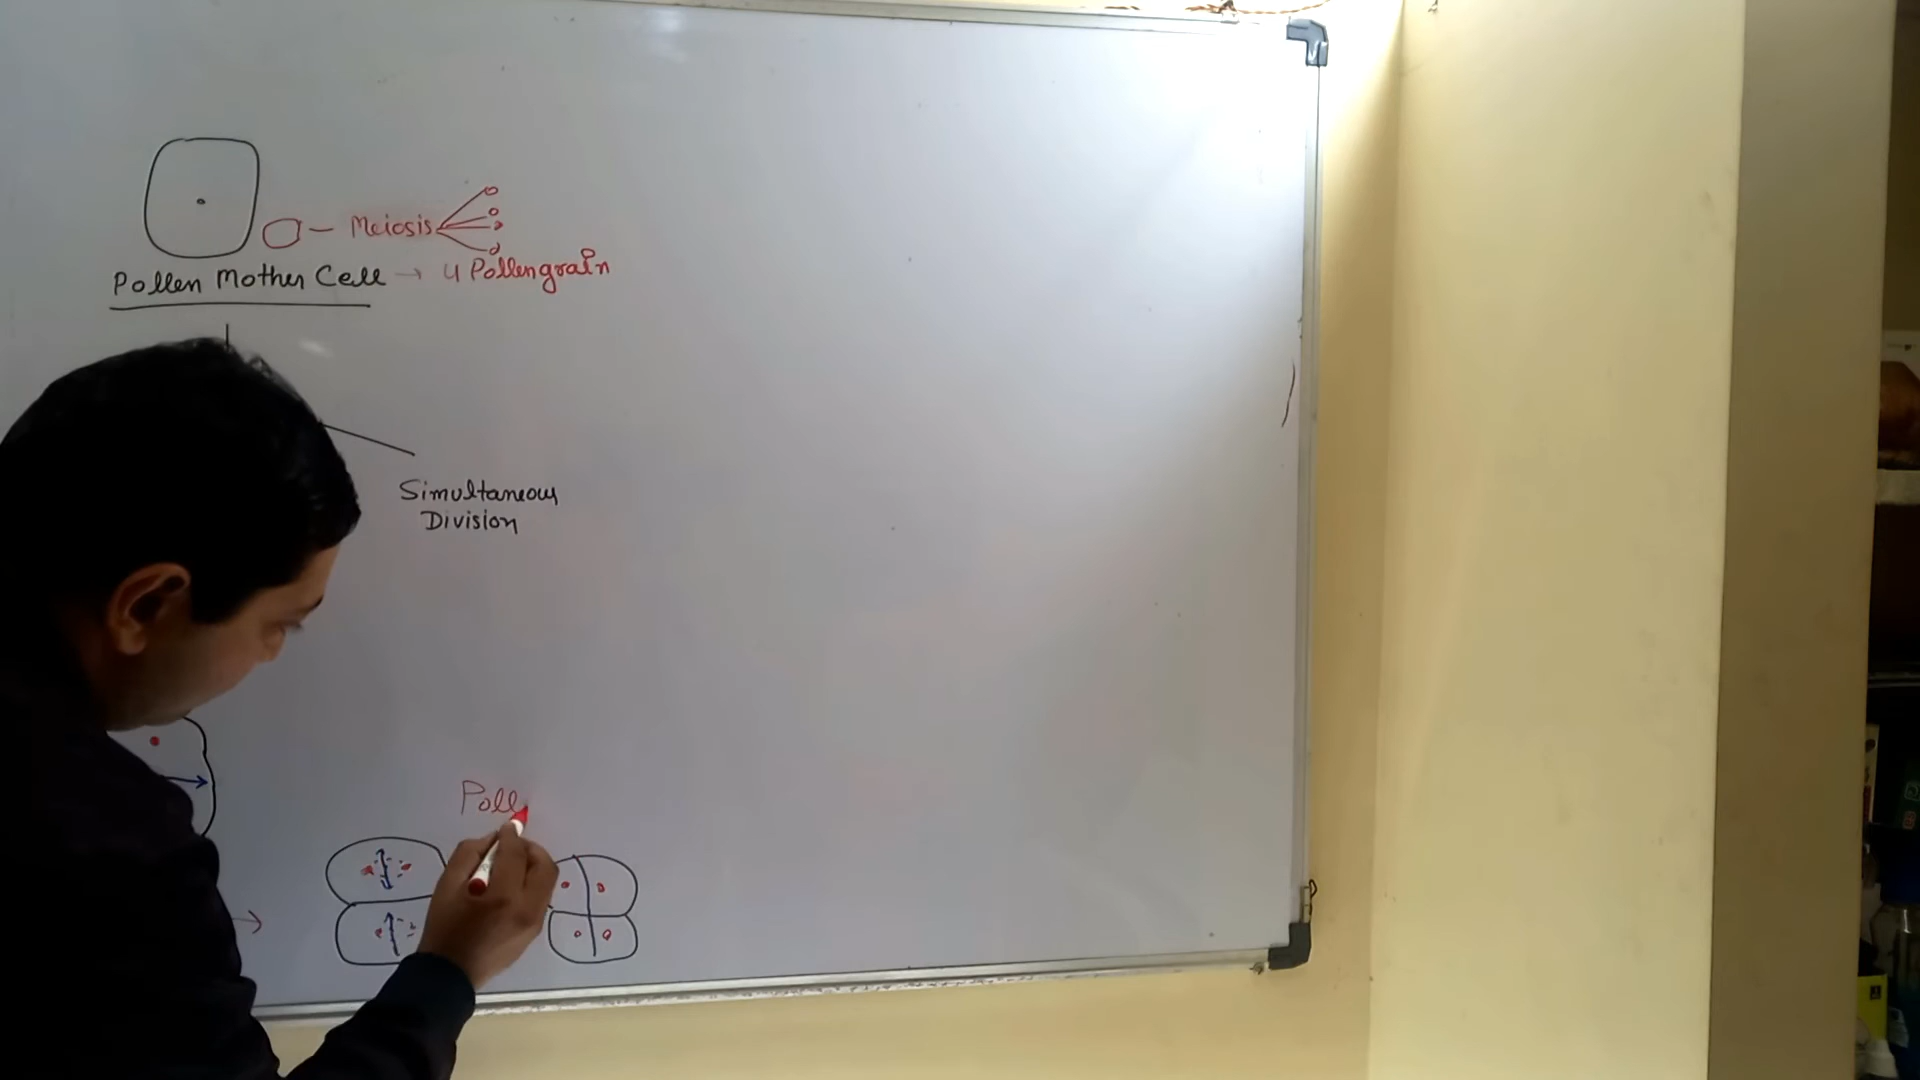 Meiosis
Pollen Mother Cell → 4 Pollengrain
Simultaneous
Division
Poll